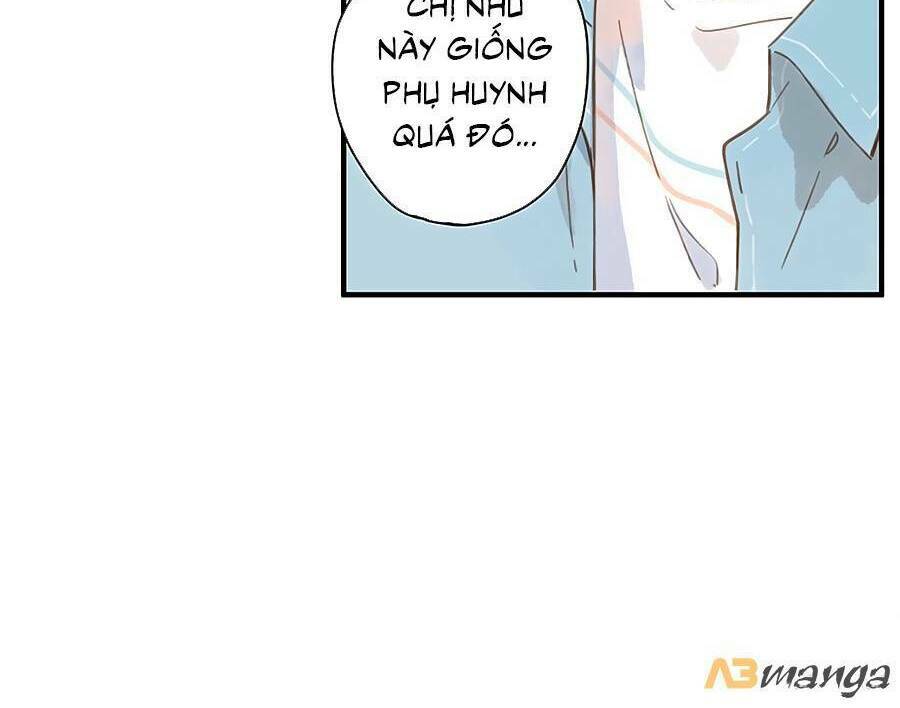 CHỊ NHƯ
NÀY GIỐNG
PHỤ HUYNH
QUÁ ĐÓ...
A3manga